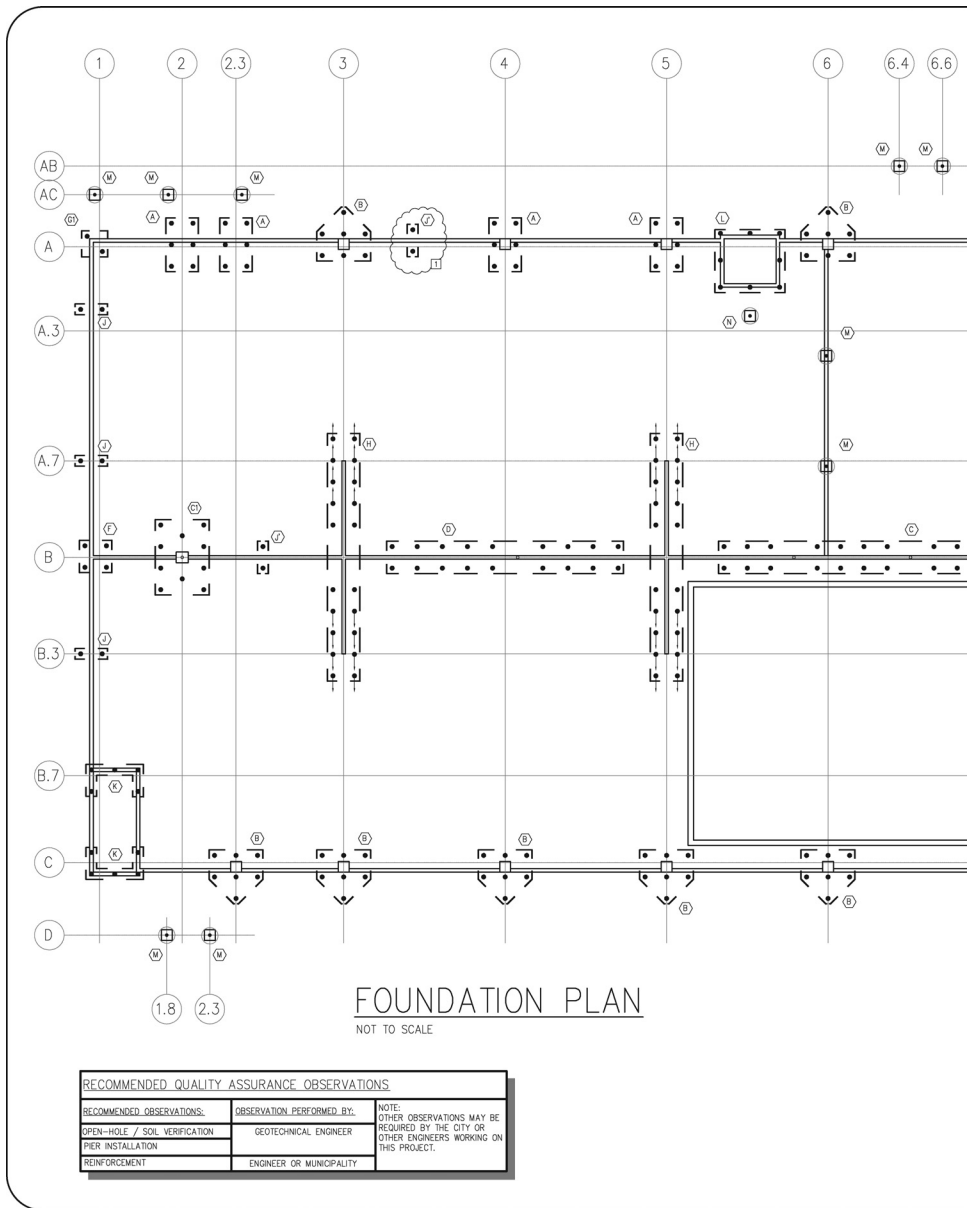 1 2 2.3 3 4 5 6 6.4 6.6
AB M M
AC M M M
G1 A A B J' A A L B
A
1
J N
A.3 M
J H H M
A.7
C1
F J' D C
B
J
B.3
B.7
K
K B B B
C
B B
D
M M
1.8 2.3
FOUNDATION PLAN
NOT TO SCALE
RECOMMENDED QUALITY ASSURANCE OBSERVATIONS
RECOMMENDED OBSERVATIONS:
OBSERVATION PERFORMED BY:
NOTE:
OTHER OBSERVATIONS MAY BE
REQUIRED BY THE CITY OR
OTHER ENGINEERS WORKING ON
THIS PROJECT.
OPEN-HOLE / SOIL VERIFICATION
GEOTECHNICAL ENGINEER
PIER INSTALLATION
REINFORCEMENT
ENGINEER OR MUNICIPALITY